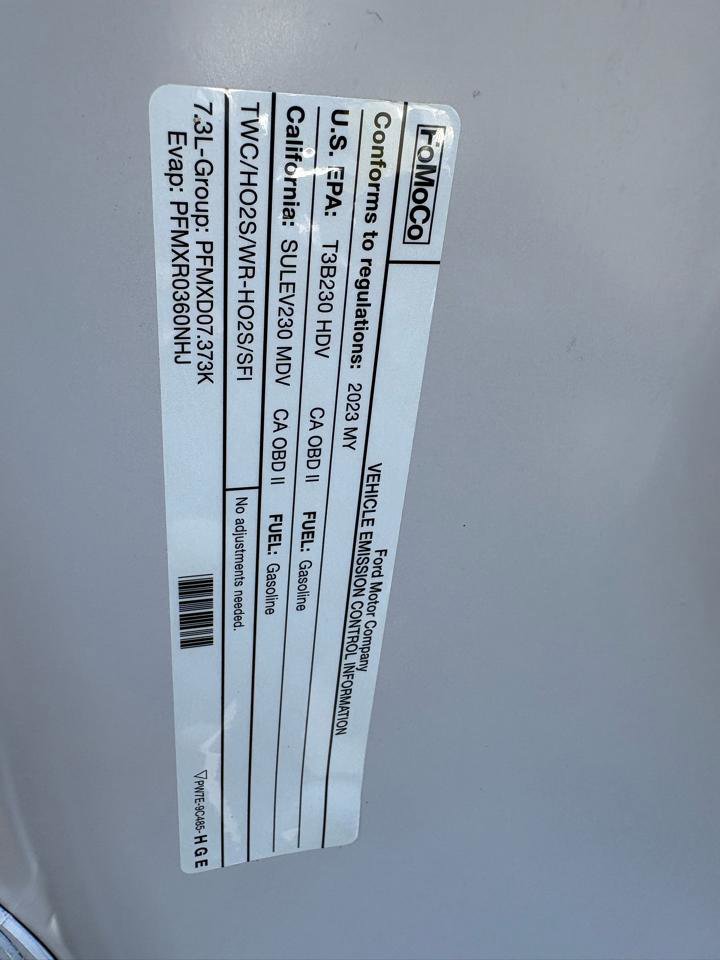 FoMoCo
Ford Motor Company
VEHICLE EMISSION CONTROL INFORMATION
Conforms to regulations: 2023 MY
U.S. EPA: T3B230 HDV CA OBD II FUEL: Gasoline
California: SULEV230 MDV CA OBD II FUEL: Gasoline
TWC/HO2S/WR-HO2S/SFI No adjustments needed.
7.3L-Group: PFMXD07.373K
Evap: PFMXR0360NHJ
PW7E-9C485-HGE